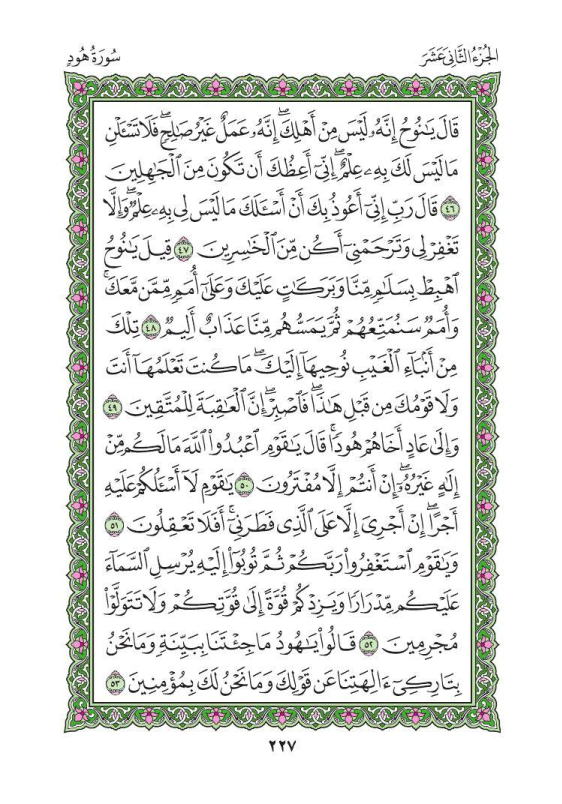 الجُزْءُ الثَّانِي عَشَرَ
سُورَةُ هُودٍ
قَالَ يَٰنُوحُ إِنَّهُۥ لَيْسَ مِنْ أَهْلِكَۖ إِنَّهُۥ عَمَلٌ غَيْرُ صَٰلِحٖۖ فَلَا تَسْـَٔلْنِ
مَا لَيْسَ لَكَ بِهِۦ عِلْمٌۖ إِنِّيٓ أَعِظُكَ أَن تَكُونَ مِنَ ٱلْجَٰهِلِينَ
٤٦ قَالَ رَبِّ إِنِّيٓ أَعُوذُ بِكَ أَنْ أَسْـَٔلَكَ مَا لَيْسَ لِي بِهِۦ عِلْمٌۖ وَإِلَّا
تَغْفِرْ لِي وَتَرْحَمْنِيٓ أَكُن مِّنَ ٱلْخَٰسِرِينَ ٤٧ قِيلَ يَٰنُوحُ
ٱهْبِطْ بِسَلَٰمٖ مِّنَّا وَبَرَكَٰتٍ عَلَيْكَ وَعَلَىٰٓ أُمَمٖ مِّمَّن مَّعَكَۚ
وَأُمَمٞ سَنُمَتِّعُهُمْ ثُمَّ يَمَسُّهُم مِّنَّا عَذَابٌ أَلِيمٞ ٤٨ تِلْكَ
مِنْ أَنۢبَآءِ ٱلْغَيْبِ نُوحِيهَآ إِلَيْكَۖ مَا كُنتَ تَعْلَمُهَآ أَنتَ
وَلَا قَوْمُكَ مِن قَبْلِ هَٰذَاۖ فَٱصْبِرْۖ إِنَّ ٱلْعَٰقِبَةَ لِلْمُتَّقِينَ ٤٩
وَإِلَىٰ عَادٍ أَخَاهُمْ هُودٗاۚ قَالَ يَٰقَوْمِ ٱعْبُدُواْ ٱللَّهَ مَا لَكُم مِّنْ
إِلَٰهٍ غَيْرُهُۥٓۖ إِنْ أَنتُمْ إِلَّا مُفْتَرُونَ ٥٠ يَٰقَوْمِ لَآ أَسْـَٔلُكُمْ عَلَيْهِ
أَجْرًاۖ إِنْ أَجْرِيَ إِلَّا عَلَى ٱلَّذِي فَطَرَنِيٓۚ أَفَلَا تَعْقِلُونَ ٥١
وَيَٰقَوْمِ ٱسْتَغْفِرُواْ رَبَّكُمْ ثُمَّ تُوبُوٓاْ إِلَيْهِ يُرْسِلِ ٱلسَّمَآءَ
عَلَيْكُم مِّدْرَارٗا وَيَزِدْكُمْ قُوَّةً إِلَىٰ قُوَّتِكُمْ وَلَا تَتَوَلَّوْاْ
مُجْرِمِينَ ٥٢ قَالُواْ يَٰهُودُ مَا جِئْتَنَا بِبَيِّنَةٖ وَمَا نَحْنُ
بِتَارِكِيٓ ءَالِهَتِنَا عَن قَوْلِكَ وَمَا نَحْنُ لَكَ بِمُؤْمِنِينَ ٥٣
٢٢٧